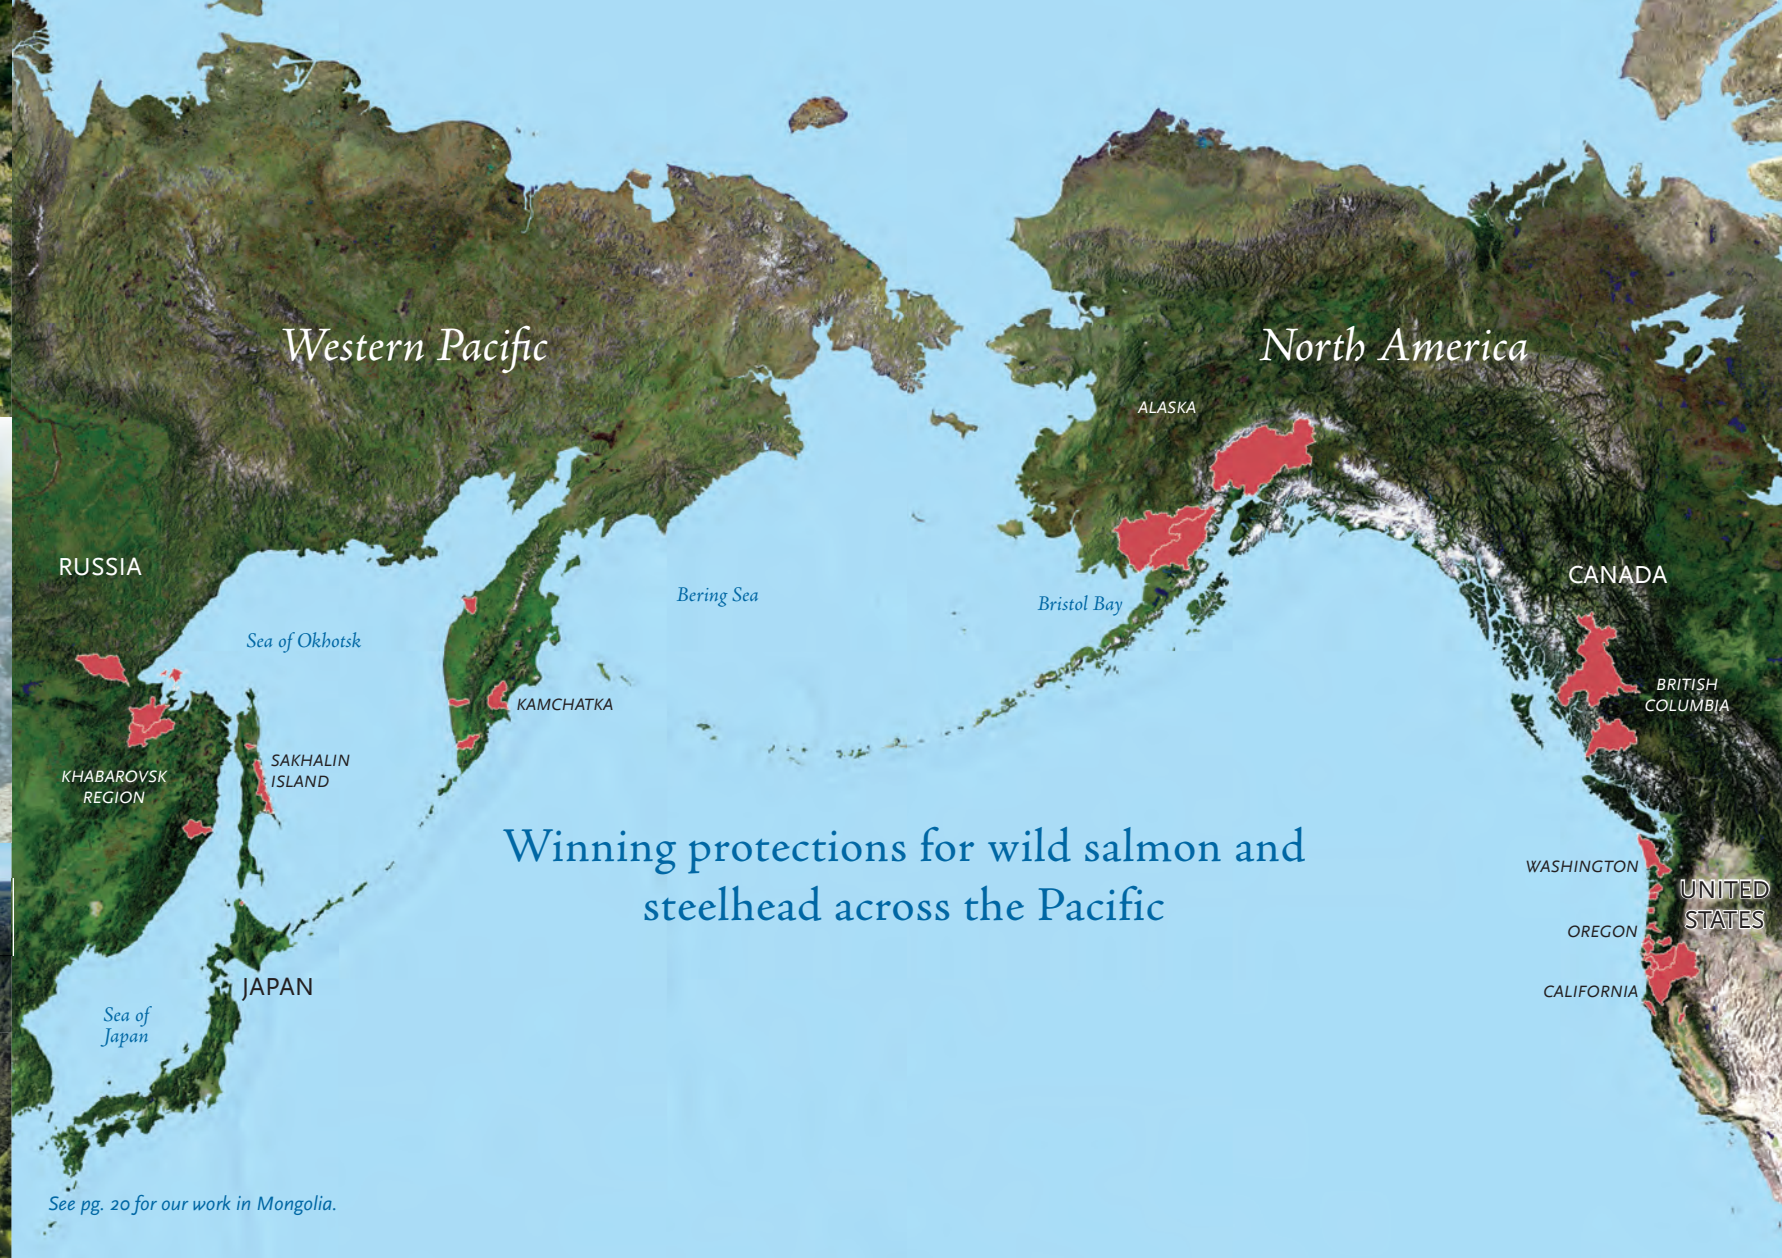 Western Pacific
North America
ALASKA
RUSSIA
CANADA
Bering Sea
Bristol Bay
Sea of Okhotsk
KAMCHATKA
BRITISH
COLUMBIA
SAKHALIN
ISLAND
KHABAROVSK
REGION
Winning protections for wild salmon and
steelhead across the Pacific
WASHINGTON
UNITED
STATES
OREGON
JAPAN
CALIFORNIA
Sea of
Japan
See pg. 20 for our work in Mongolia.